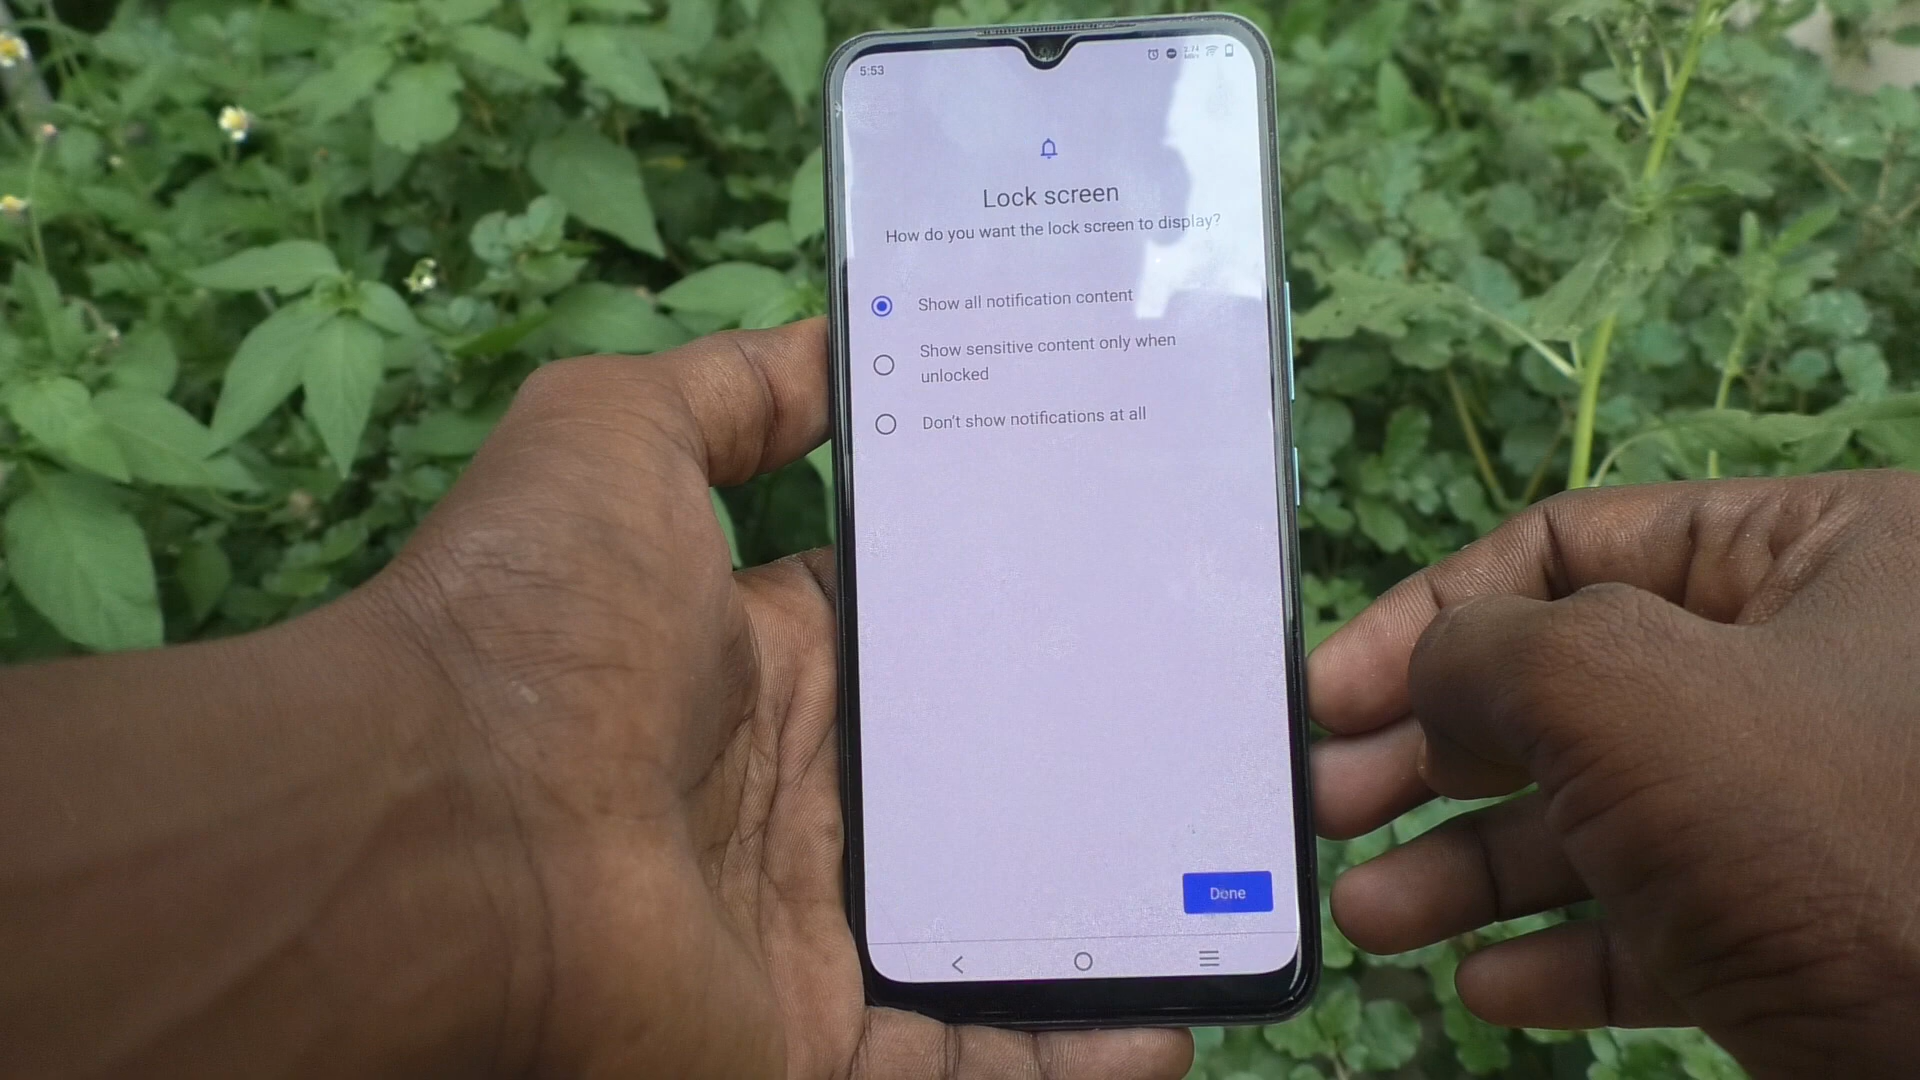 5:53
Lock screen
How do you want the lock screen to display?
Show all notification content
Show sensitive content only when
unlocked
Don't show notifications at all
Done